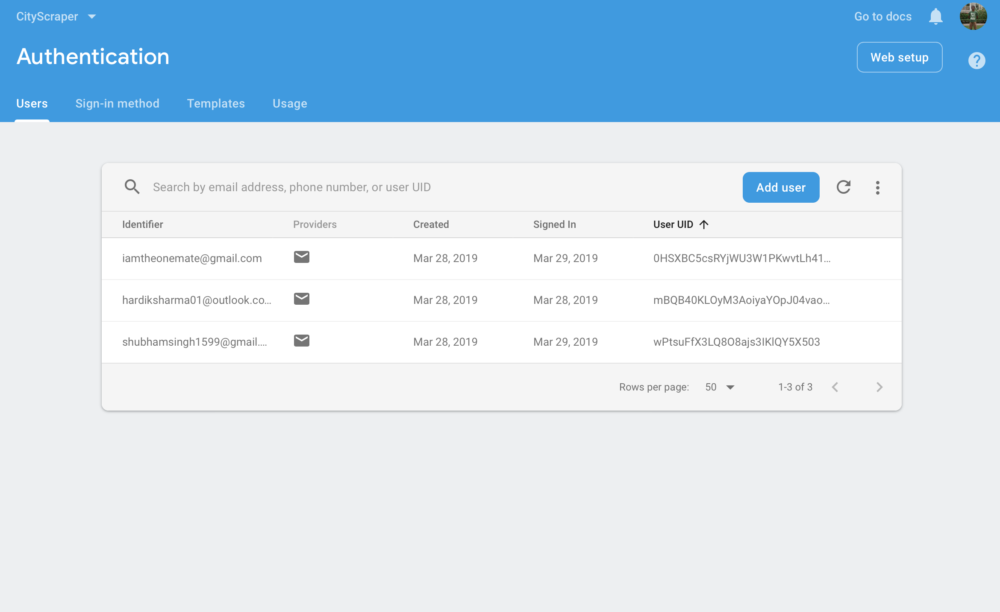 CityScraper
Go to docs
Authentication
Web setup
?
Users Sign-in method Templates Usage
Search by email address, phone number, or user UID
Add user
Identifier Providers Created Signed In User UID
iamtheonemate@gmail.com Mar 28, 2019 Mar 29, 2019 0HSXBC5csRYjWU3W1PKwvtLh41...
hardiksharma01@outlook.co... Mar 28, 2019 Mar 28, 2019 mBQB40KLOyM3AoiyaYOpJ04vao...
shubhamsingh1599@gmail.... Mar 28, 2019 Mar 29, 2019 wPtsuFfX3LQ8O8ajs3IKlQY5X503
Rows per page: 50 1-3 of 3